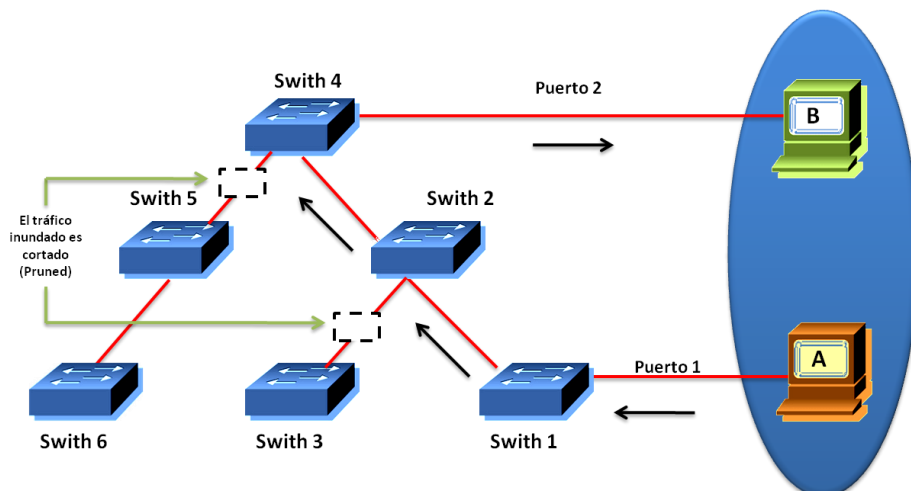 Swith 4
Puerto 2
B
Swith 5
Swith 2
El tráfico
inundado es
cortado
(Pruned)
Puerto 1
A
Swith 6
Swith 3
Swith 1